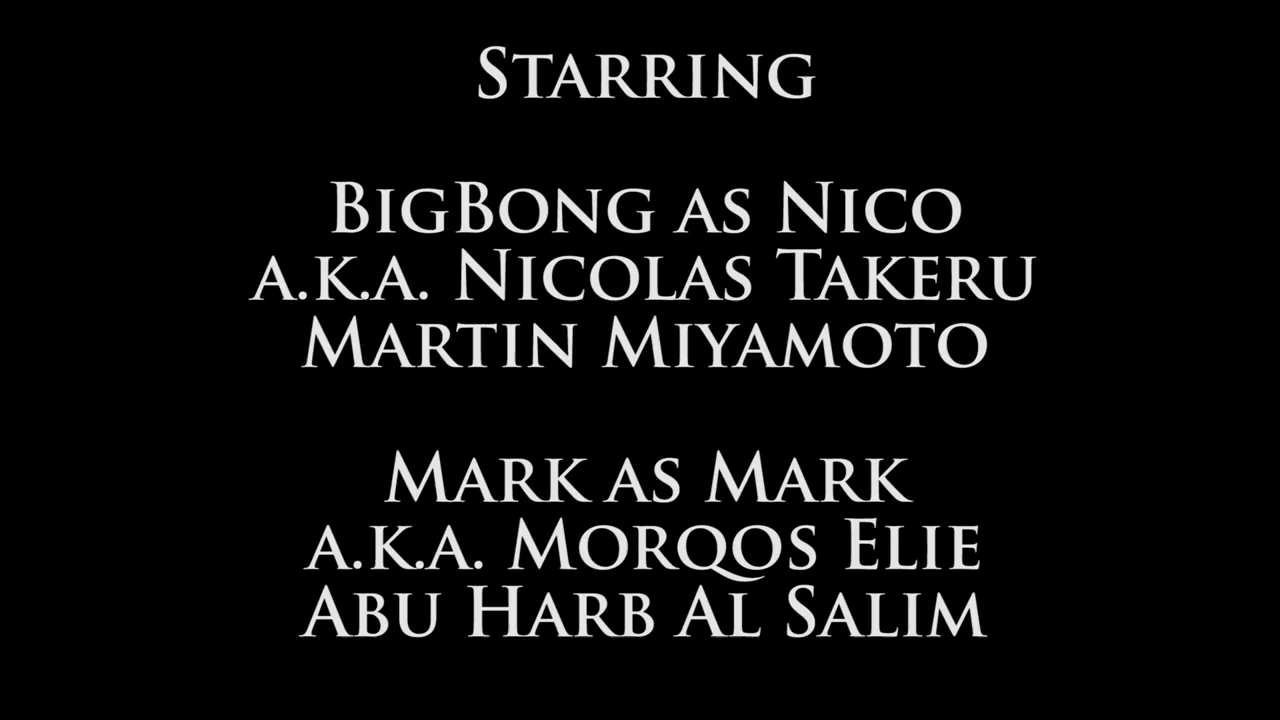 Starring
BigBong as Nico
a.k.a. Nicolas Takeru
Martin Miyamoto
Mark as Mark
a.k.a. Morqos Elie
Abu Harb Al Salim